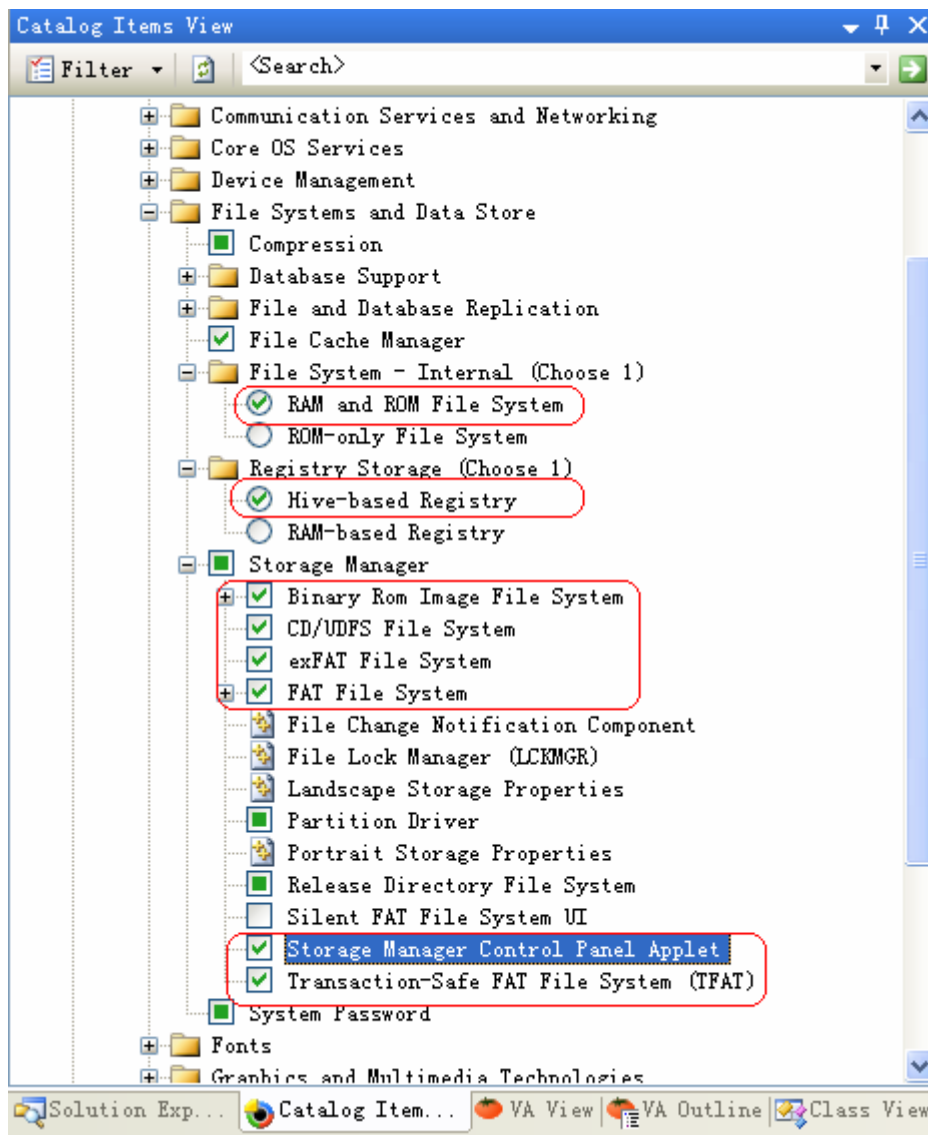 Catalog Items View
Filter
<Search>
Communication Services and Networking
Core OS Services
Device Management
File Systems and Data Store
Compression
Database Support
File and Database Replication
File Cache Manager
File System - Internal (Choose 1)
RAM and ROM File System
ROM-only File System
Registry Storage (Choose 1)
Hive-based Registry
RAM-based Registry
Storage Manager
Binary Rom Image File System
CD/UDFS File System
exFAT File System
FAT File System
File Change Notification Component
File Lock Manager (LCKMGR)
Landscape Storage Properties
Partition Driver
Portrait Storage Properties
Release Directory File System
Silent FAT File System UI
Storage Manager Control Panel Applet
Transaction-Safe FAT File System (TFAT)
System Password
Fonts
Graphics and Multimedia Technologies
Solution Exp... Catalog Item... VA View VA Outline Class View